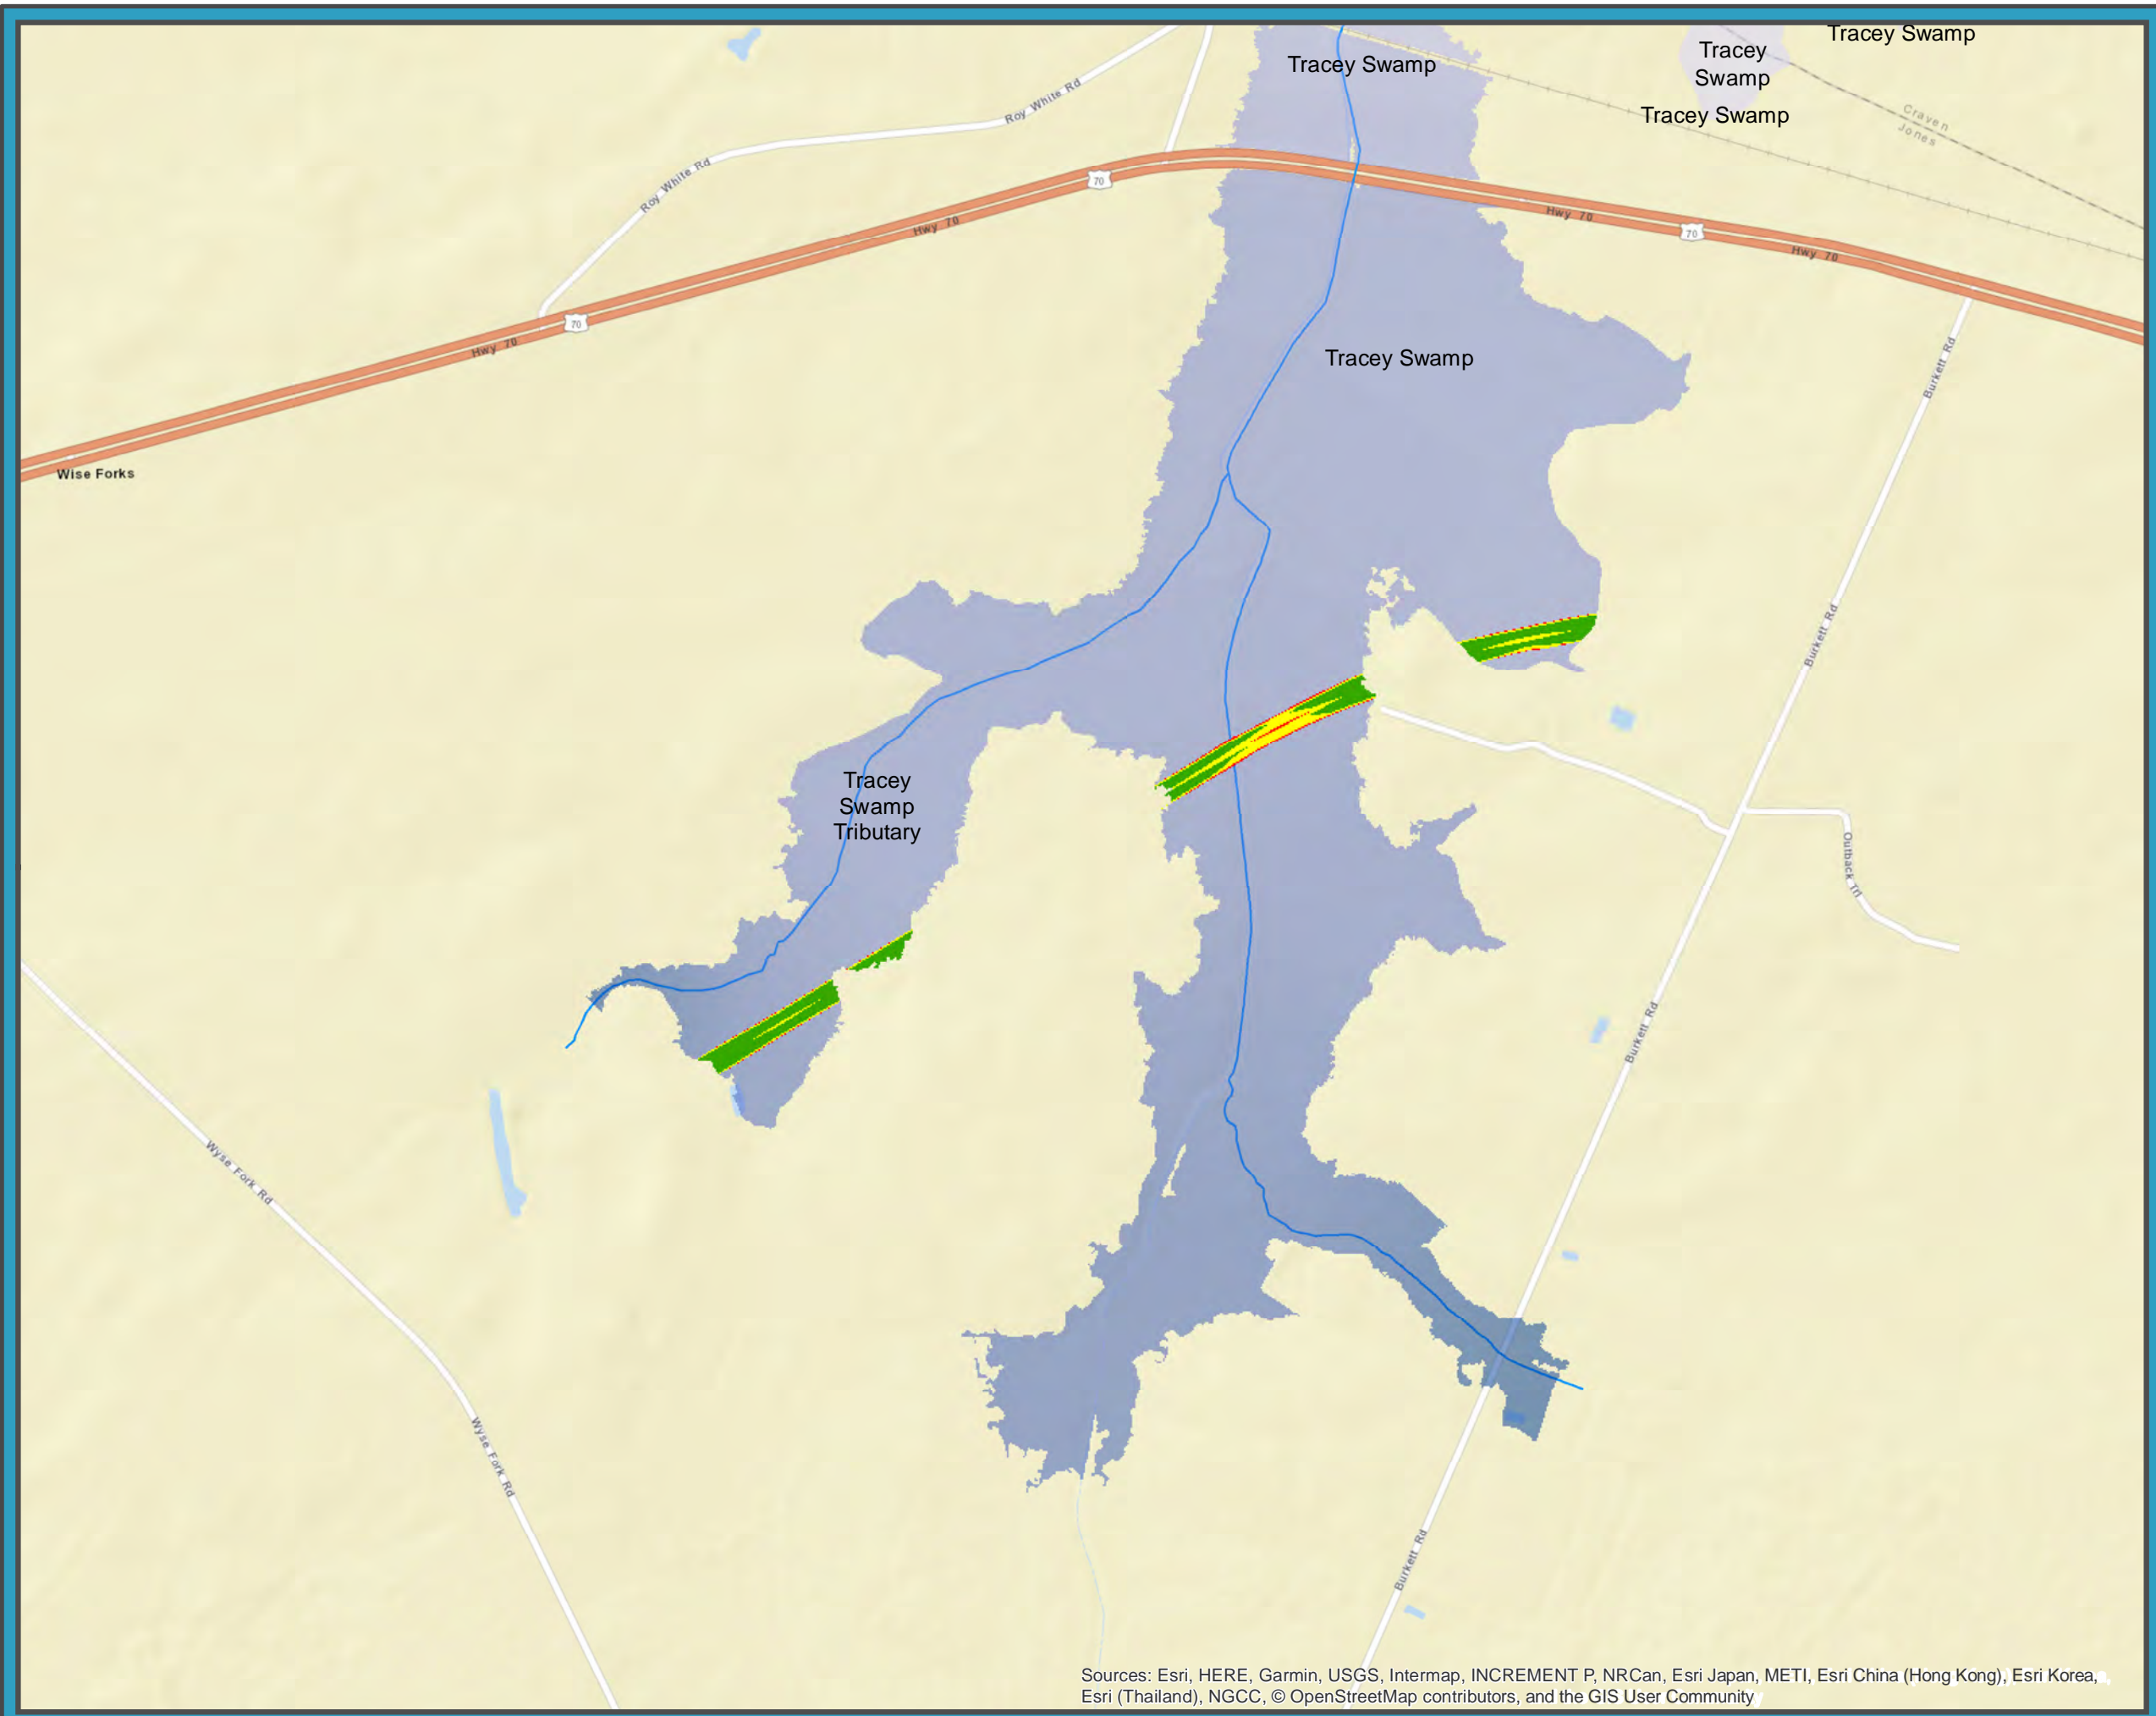 Tracey Swamp
Tracey
Swamp
Tracey Swamp
Tracey Swamp
Craven
Jones
Roy White Rd
Roy White Rd
70
Hwy 70
Hwy 70
70
Hwy 70
70
Hwy 70
Burkett Rd
Tracey Swamp
Wise Forks
Burkett Rd
Tracey
Swamp
Tributary
Outback Trl
Burkett Rd
Wyse Fork Rd
Wyse Fork Rd
Burkett Rd
Sources: Esri, HERE, Garmin, USGS, Intermap, INCREMENT P, NRCan, Esri Japan, METI, Esri China (Hong Kong), Esri Korea,
Esri (Thailand), NGCC, © OpenStreetMap contributors, and the GIS User Community